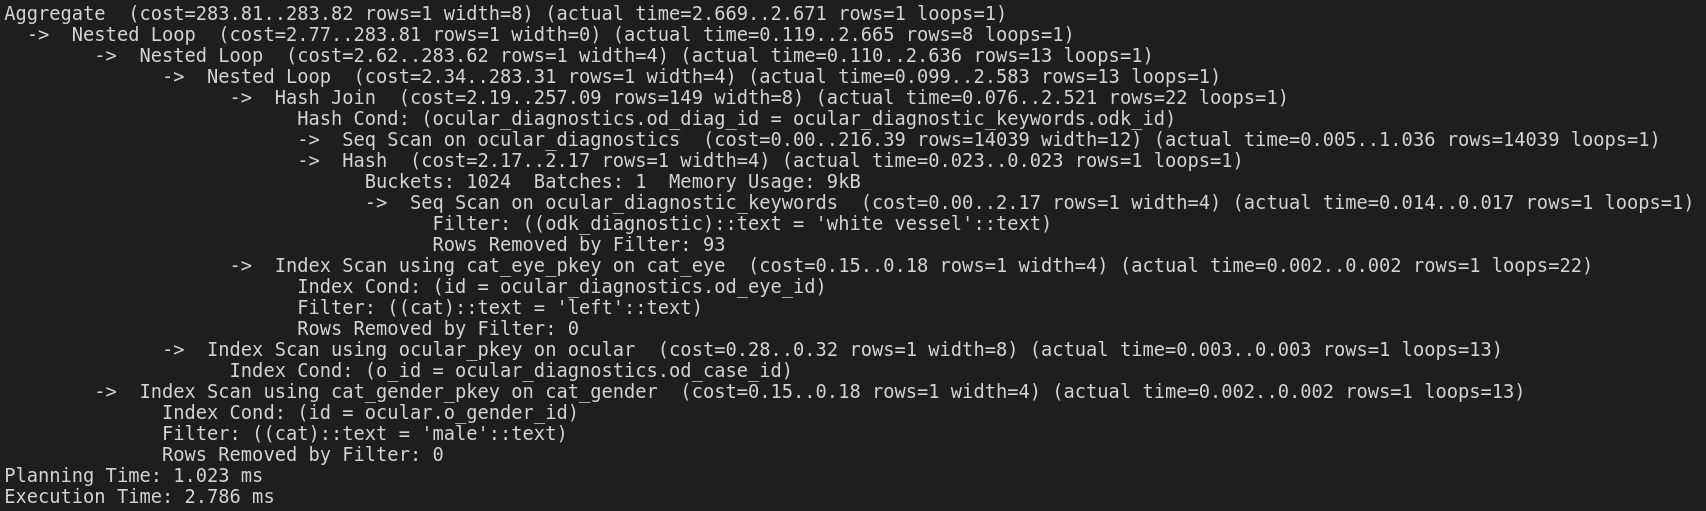 Aggregate  (cost=283.81..283.82 rows=1 width=8) (actual time=2.669..2.671 rows=1 loops=1)
  ->  Nested Loop  (cost=2.77..283.81 rows=1 width=0) (actual time=0.119..2.665 rows=8 loops=1)
        ->  Nested Loop  (cost=2.62..283.62 rows=1 width=4) (actual time=0.110..2.636 rows=13 loops=1)
              ->  Nested Loop  (cost=2.34..283.31 rows=1 width=4) (actual time=0.099..2.583 rows=13 loops=1)
                    ->  Hash Join  (cost=2.19..257.09 rows=149 width=8) (actual time=0.076..2.521 rows=22 loops=1)
                          Hash Cond: (ocular_diagnostics.od_diag_id = ocular_diagnostic_keywords.odk_id)
                          ->  Seq Scan on ocular_diagnostics  (cost=0.00..216.39 rows=14039 width=12) (actual time=0.005..1.036 rows=14039 loops=1)
                          ->  Hash  (cost=2.17..2.17 rows=1 width=4) (actual time=0.023..0.023 rows=1 loops=1)
                                Buckets: 1024  Batches: 1  Memory Usage: 9kB
                                ->  Seq Scan on ocular_diagnostic_keywords  (cost=0.00..2.17 rows=1 width=4) (actual time=0.014..0.017 rows=1 loops=1)
                                      Filter: ((odk_diagnostic)::text = 'white vessel'::text)
                                      Rows Removed by Filter: 93
                    ->  Index Scan using cat_eye_pkey on cat_eye  (cost=0.15..0.18 rows=1 width=4) (actual time=0.002..0.002 rows=1 loops=22)
                          Index Cond: (id = ocular_diagnostics.od_eye_id)
                          Filter: ((cat)::text = 'left'::text)
                          Rows Removed by Filter: 0
              ->  Index Scan using ocular_pkey on ocular  (cost=0.28..0.32 rows=1 width=8) (actual time=0.003..0.003 rows=1 loops=13)
                    Index Cond: (o_id = ocular_diagnostics.od_case_id)
        ->  Index Scan using cat_gender_pkey on cat_gender  (cost=0.15..0.18 rows=1 width=4) (actual time=0.002..0.002 rows=1 loops=13)
              Index Cond: (id = ocular.o_gender_id)
              Filter: ((cat)::text = 'male'::text)
              Rows Removed by Filter: 0
Planning Time: 1.023 ms
Execution Time: 2.786 ms